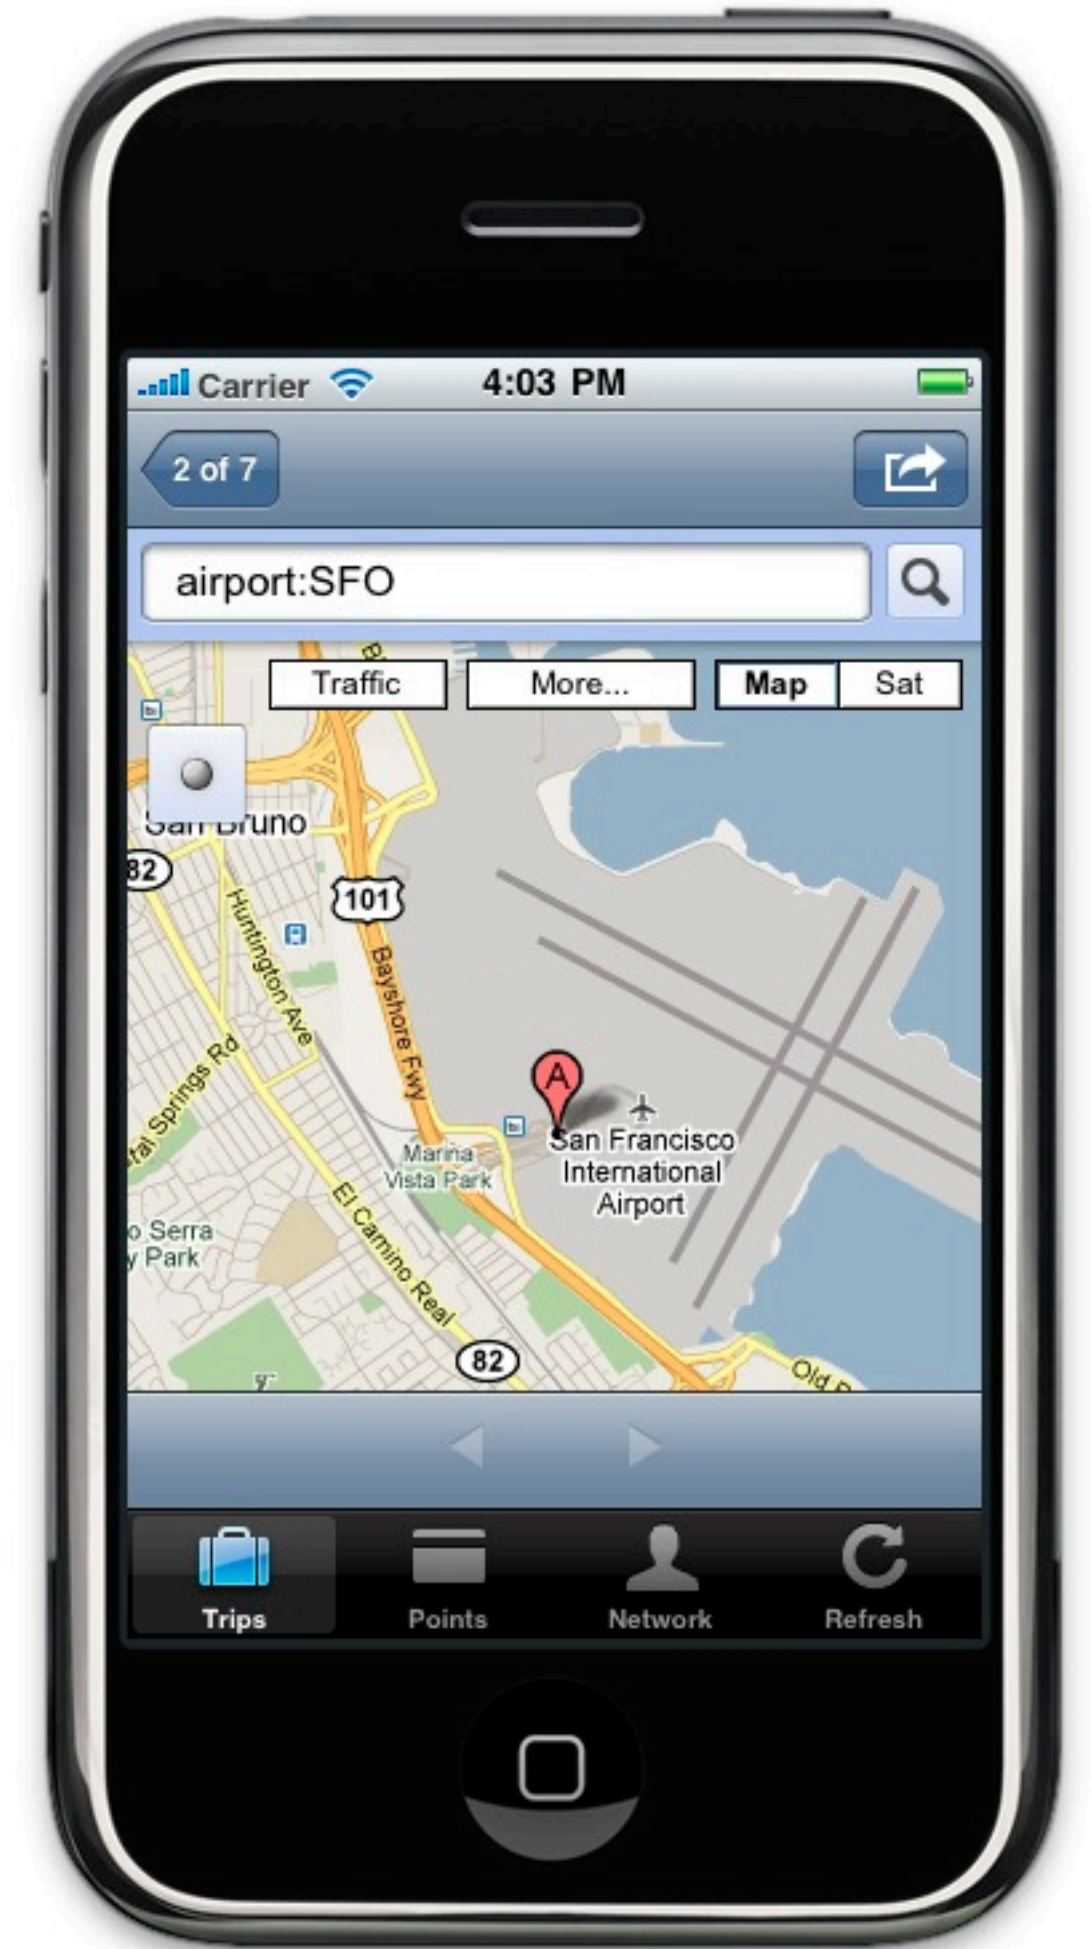 Carrier 4:03 PM
2 of 7
airport:SFO
Traffic More... Map Sat
San Bruno
82
101
Huntington Ave
Bayshore Fwy
A
San Francisco
International
Airport
Marina
Vista Park
Springs Rd
El Camino Real
Serra
Park
82
Old
Trips Points Network Refresh